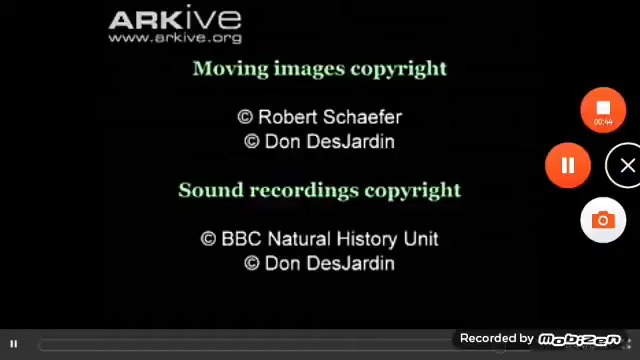 ARKive
www.arkive.org
Moving images copyright
© Robert Schaefer
© Don DesJardin
Sound recordings copyright
© BBC Natural History Unit
© Don DesJardin
00:44
Recorded by Mobizen